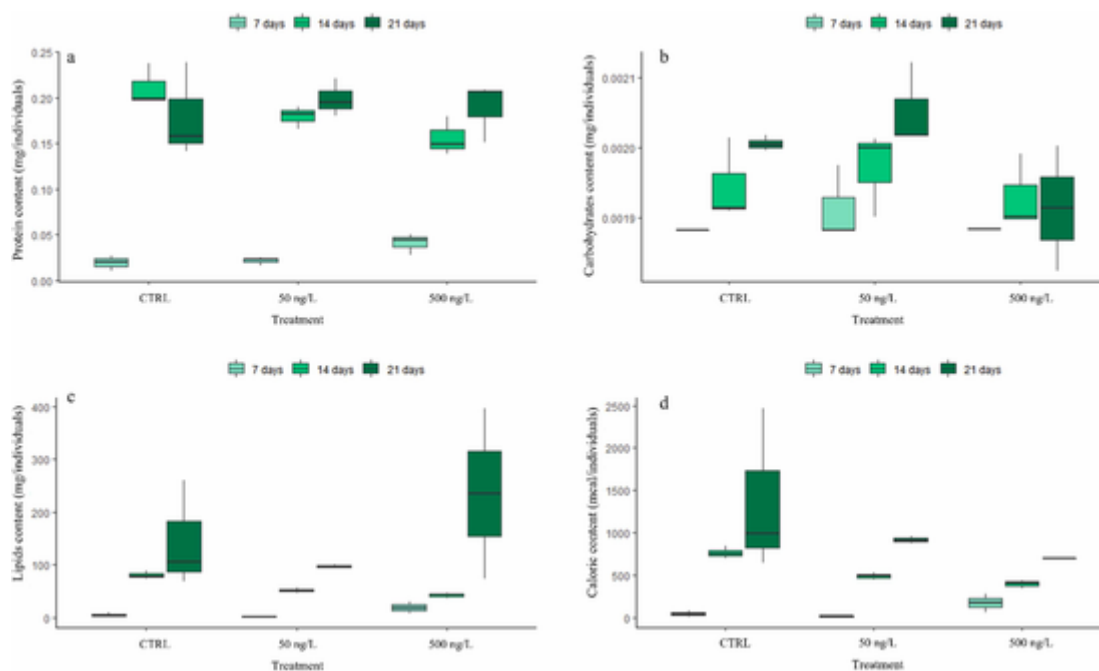 7 days 14 days 21 days
a
Protein content (mg/individuals)
0.25
0.20
0.15
0.10
0.05
0.00
CTRL 50 ng/L 500 ng/L
Treatment
7 days 14 days 21 days
b
Carbohydrates content (mg/individuals)
0.0021
0.0020
0.0019
CTRL 50 ng/L 500 ng/L
Treatment
7 days 14 days 21 days
c
Lipids content (mg/individuals)
400
300
200
100
0
CTRL 50 ng/L 500 ng/L
Treatment
7 days 14 days 21 days
d
Caloric content (mcal/individuals)
2500
2000
1500
1000
500
0
CTRL 50 ng/L 500 ng/L
Treatment